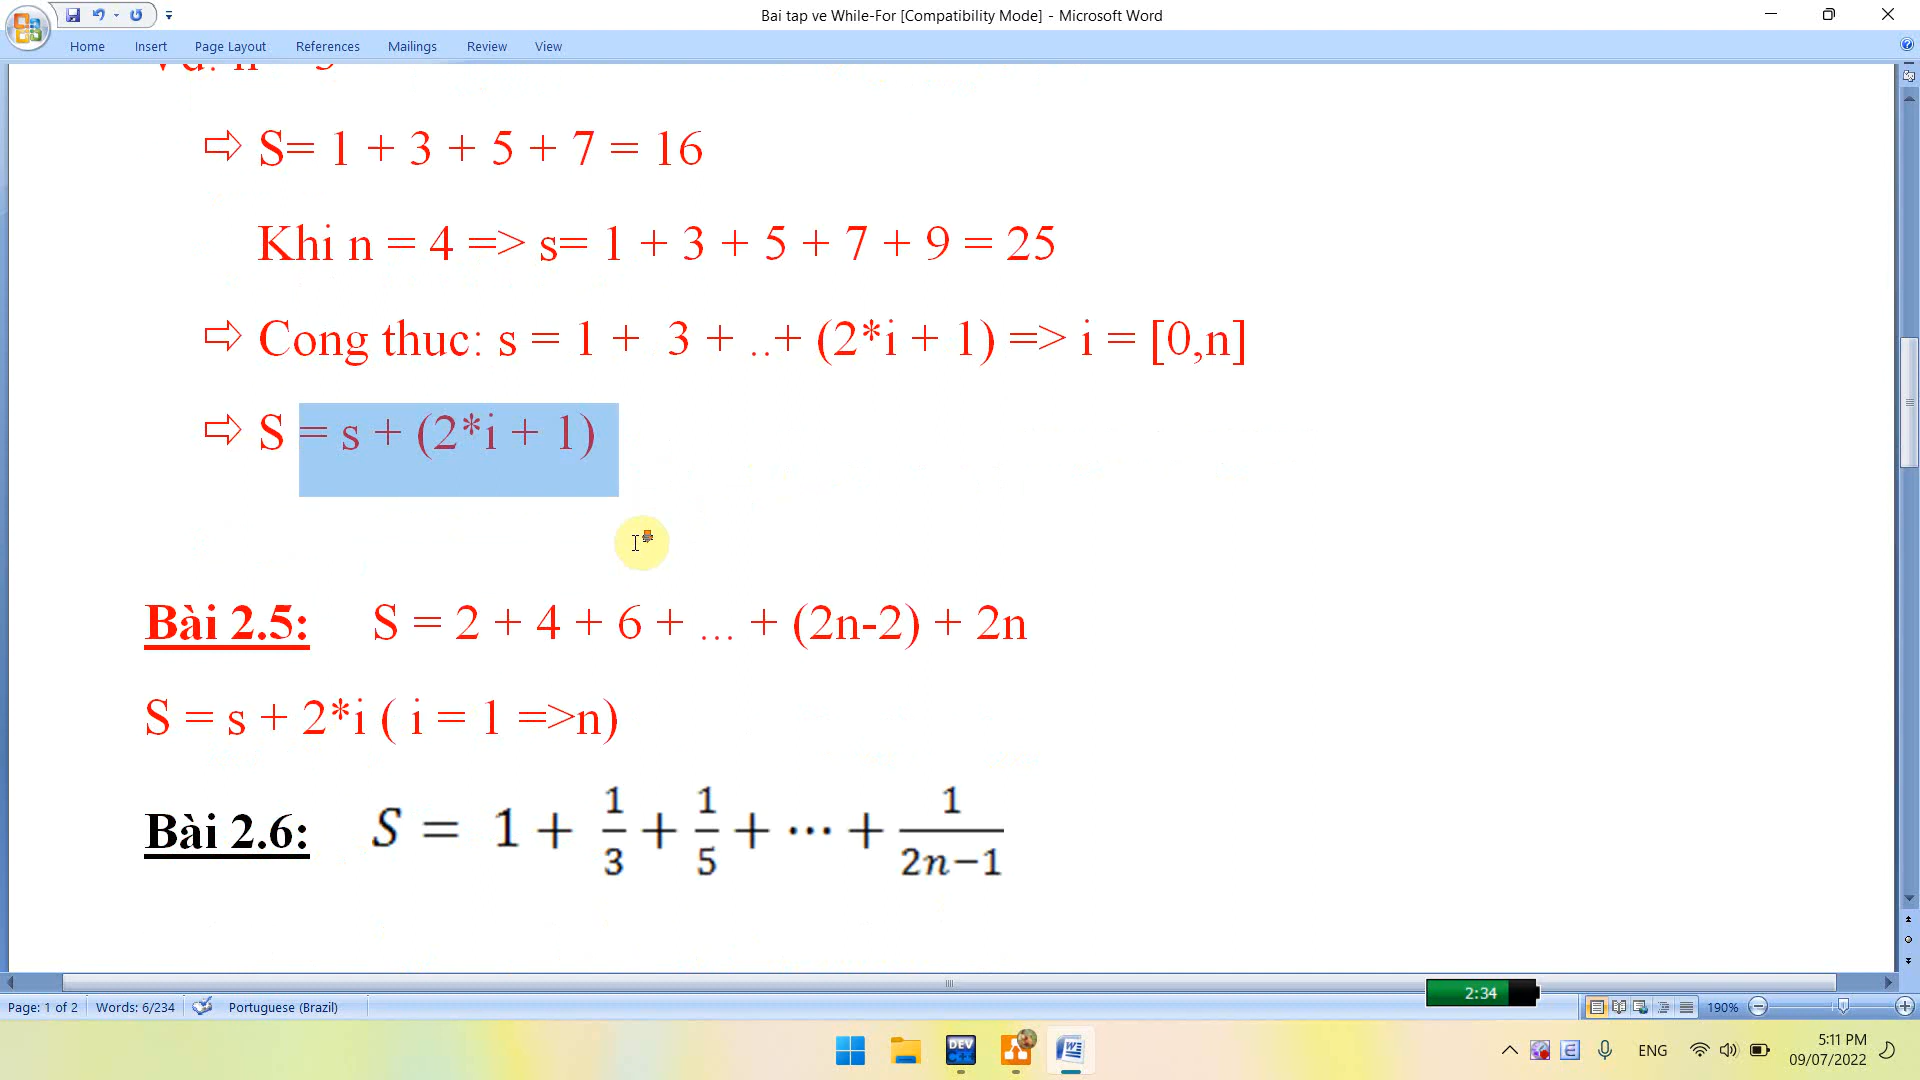 Bai tap ve While-For [Compatibility Mode] - Microsoft Word
Home Insert Page Layout References Mailings Review View
S= 1 + 3 + 5 + 7 = 16
Khi n = 4 => s= 1 + 3 + 5 + 7 + 9 = 25
Cong thuc: s = 1 + 3 + ..+ (2*i + 1) => i = [0,n]
S = s + (2*i + 1)
Bài 2.5: S = 2 + 4 + 6 + ... + (2n-2) + 2n
S = s + 2*i ( i = 1 =>n)
Bài 2.6: S = 1 + 1/3 + 1/5 + ⋯ + 1/(2n−1)
2:34
Page: 1 of 2 Words: 6/234 Portuguese (Brazil) 190%
DEV C++
ENG
5:11 PM
09/07/2022